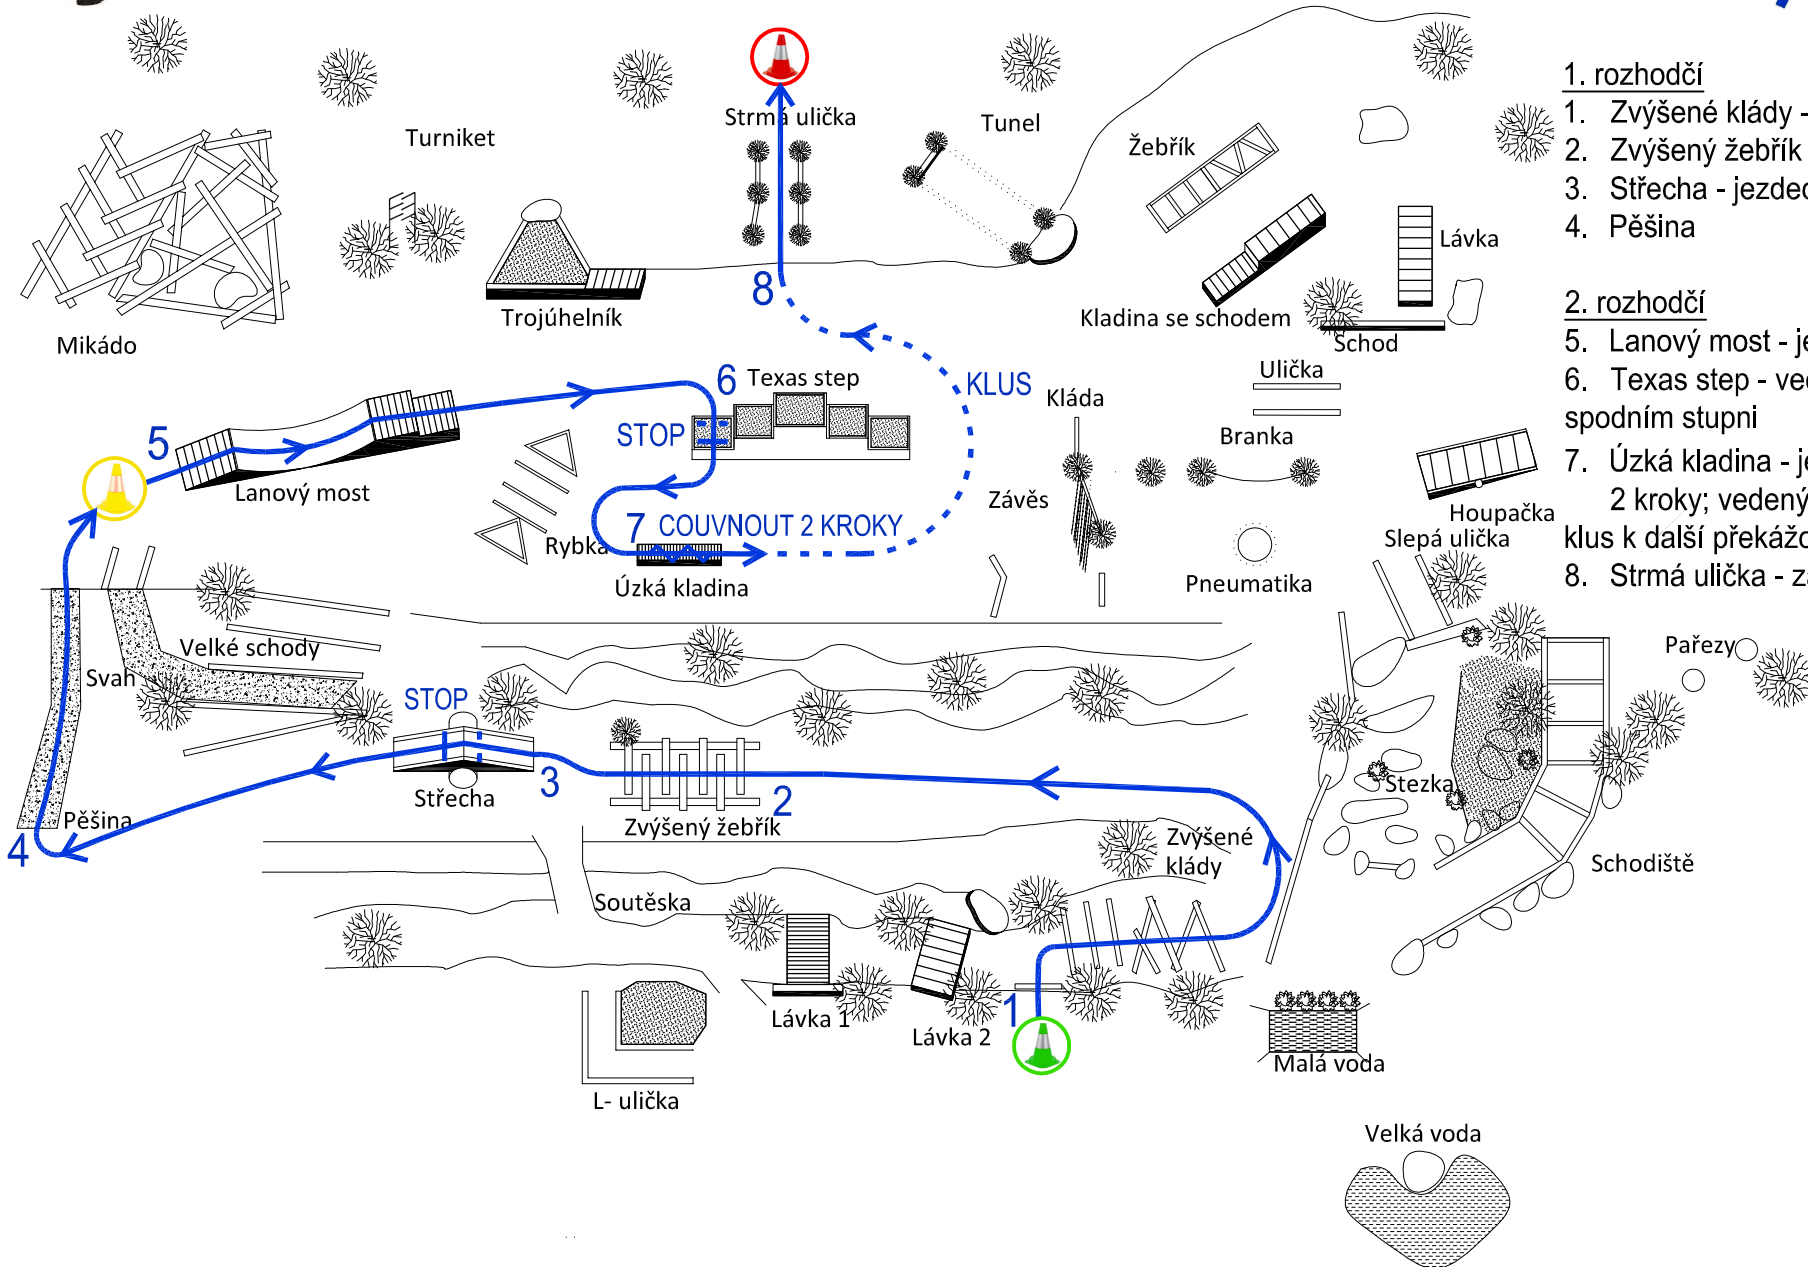 Strmá ulička
Tunel
Turniket
Žebřík
Lávka
Trojúhelník
Kladina se schodem
Mikádo
Schod
8
6
Texas step
KLUS
Ulička
Kláda
5
STOP
Branka
Lanový most
Závěs
Houpačka
7
COUVNOUT 2 KROKY
Rybka
Slepá ulička
Úzká kladina
Pneumatika
Velké schody
Pařezy
Svah
STOP
3
Střecha
2
Stezka
Pěšina
Zvýšený žebřík
4
Zvýšené
klády
Schodiště
Soutěska
1
Lávka 1
Lávka 2
Malá voda
L- ulička
Velká voda
1. rozhodčí
1. Zvýšené klády -
2. Zvýšený žebřík
3. Střecha - jezdec
4. Pěšina
2. rozhodčí
5. Lanový most - je
6. Texas step - ved
spodním stupni
7. Úzká kladina - je
2 kroky; vedený
klus k další překážc
8. Strmá ulička - za